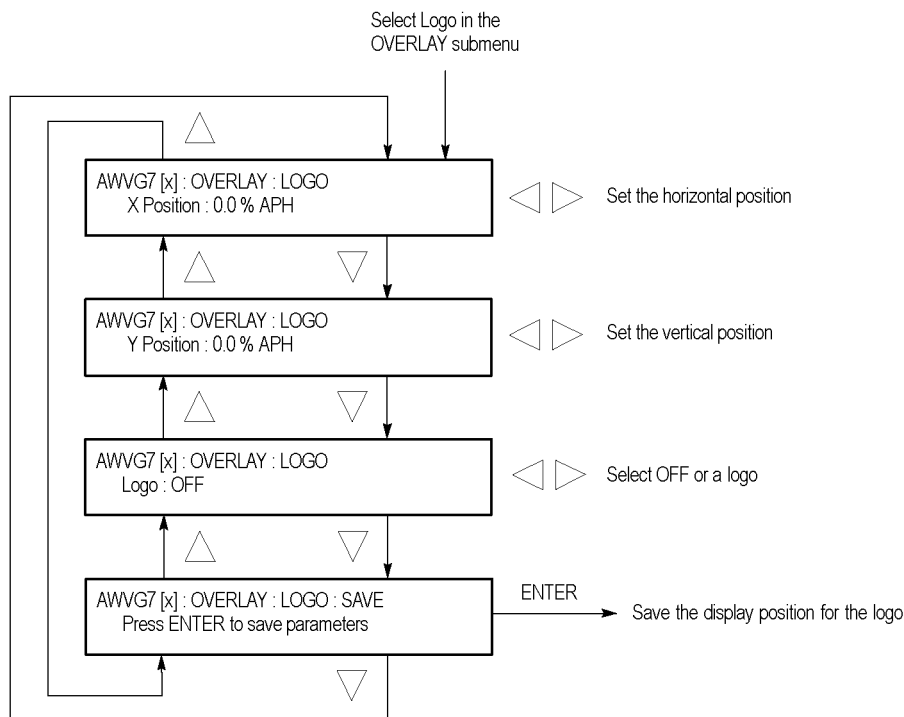 Select Logo in the
OVERLAY submenu
AWVG7 [x] : OVERLAY : LOGO
X Position : 0.0 % APH
Set the horizontal position
AWVG7 [x] : OVERLAY : LOGO
Y Position : 0.0 % APH
Set the vertical position
AWVG7 [x] : OVERLAY : LOGO
Logo : OFF
Select OFF or a logo
AWVG7 [x] : OVERLAY : LOGO : SAVE
Press ENTER to save parameters
ENTER
Save the display position for the logo